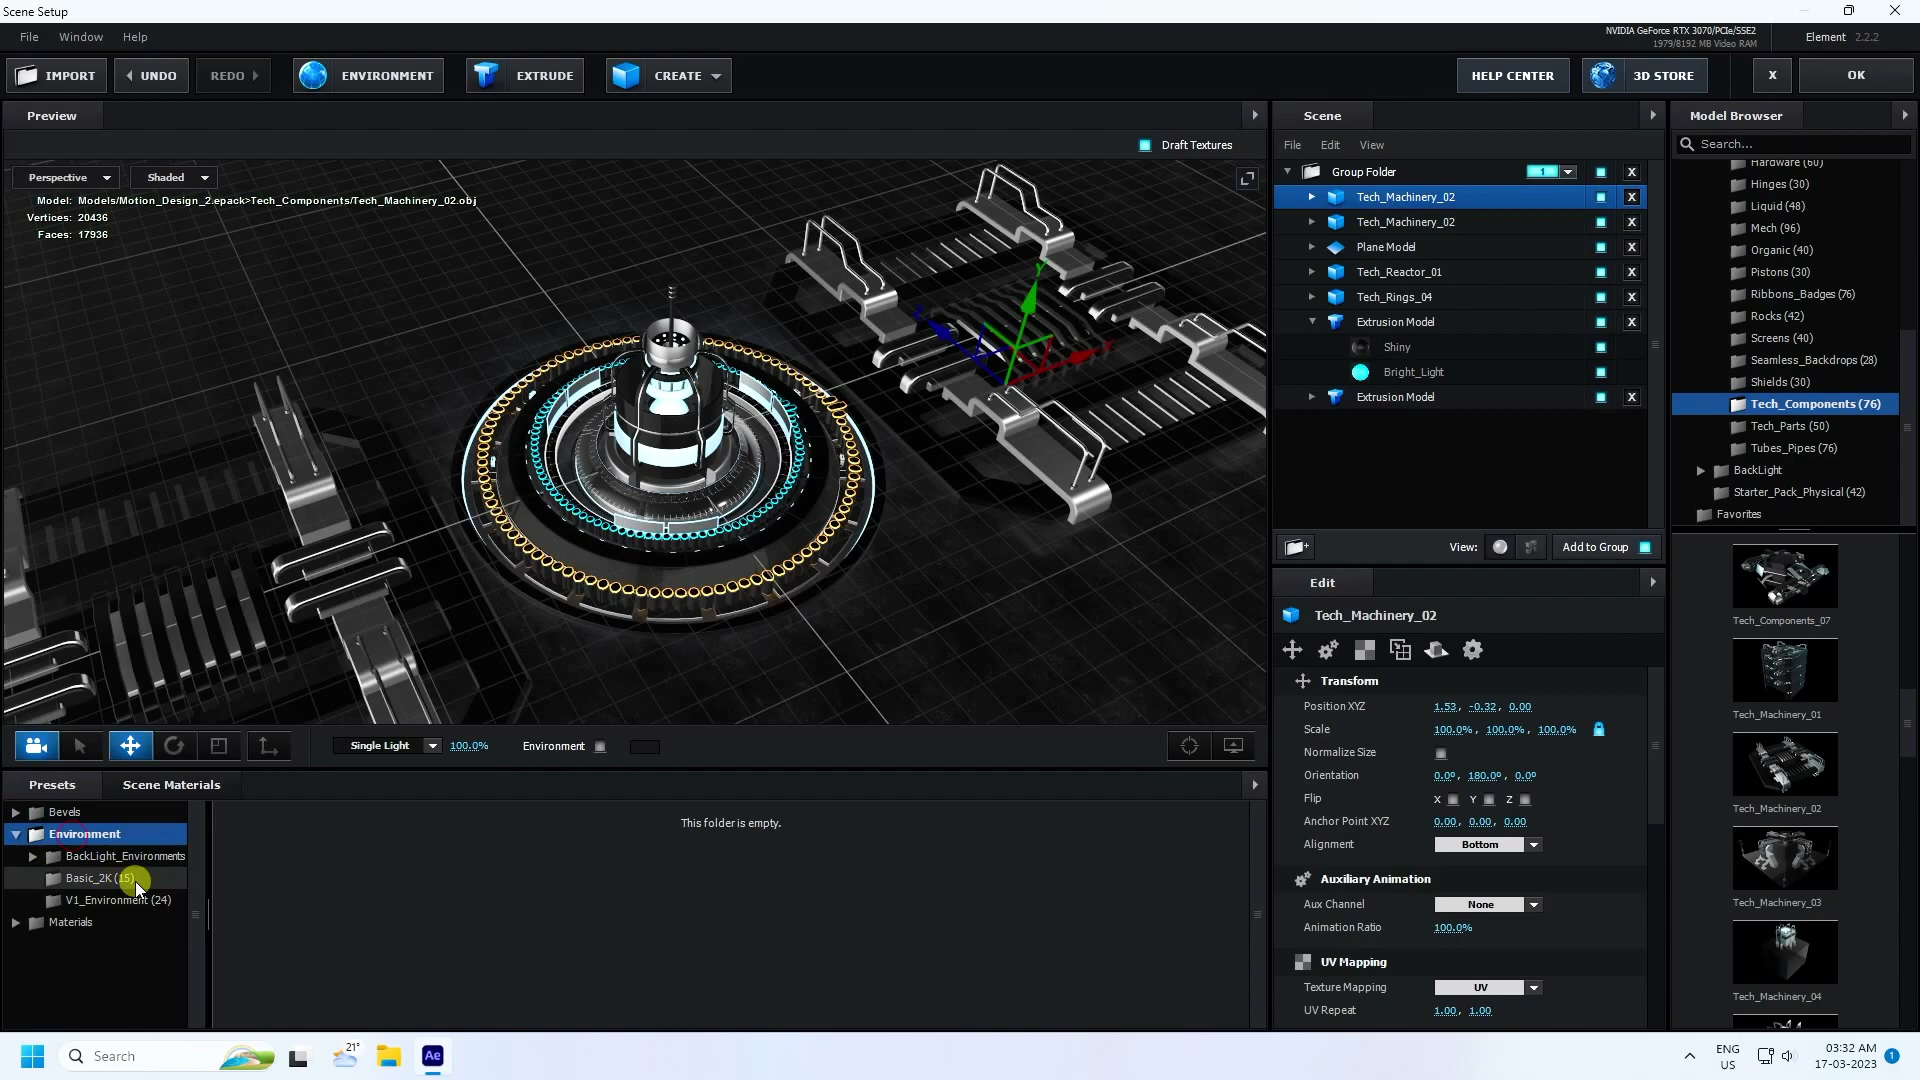 Scene Setup
File Window Help
NVIDIA GeForce RTX 3070/PCIe/SSE2
1979/8192 MB Video RAM
Element 2.2.2
IMPORT
UNDO
REDO
ENVIRONMENT
EXTRUDE
CREATE
HELP CENTER
3D STORE
X
OK
Preview
Draft Textures
Perspective
Shaded
Model: Models/Motion_Design_2.epack>Tech_Components/Tech_Machinery_02.obj
Vertices: 20436
Faces: 17936
Single Light
100.0%
Environment
Scene
File Edit View
Group Folder 1 X
Tech_Machinery_02 X
Tech_Machinery_02 X
Plane Model X
Tech_Reactor_01 X
Tech_Rings_04 X
Extrusion Model X
Shiny
Bright_Light
Extrusion Model X
View:
Add to Group
Edit
Tech_Machinery_02
Transform
Position XYZ 1.53, -0.32, 0.00
Scale 100.0%, 100.0%, 100.0%
Normalize Size
Orientation 0.0º, 180.0º, 0.0º
Flip X Y Z
Anchor Point XYZ 0.00, 0.00, 0.00
Alignment Bottom
Auxiliary Animation
Aux Channel None
Animation Ratio 100.0%
UV Mapping
Texture Mapping UV
UV Repeat 1.00, 1.00
Model Browser
Search...
Hardware (60)
Hinges (30)
Liquid (48)
Mech (96)
Organic (40)
Pistons (30)
Ribbons_Badges (76)
Rocks (42)
Screens (40)
Seamless_Backdrops (28)
Shields (30)
Tech_Components (76)
Tech_Parts (50)
Tubes_Pipes (76)
BackLight
Starter_Pack_Physical (42)
Favorites
Tech_Components_07
Tech_Machinery_01
Tech_Machinery_02
Tech_Machinery_03
Tech_Machinery_04
Presets
Scene Materials
Bevels
Environment
BackLight_Environments
Basic_2K (15)
V1_Environment (24)
Materials
This folder is empty.
Search
21°
Ae
ENG
US
03:32 AM
17-03-2023
1